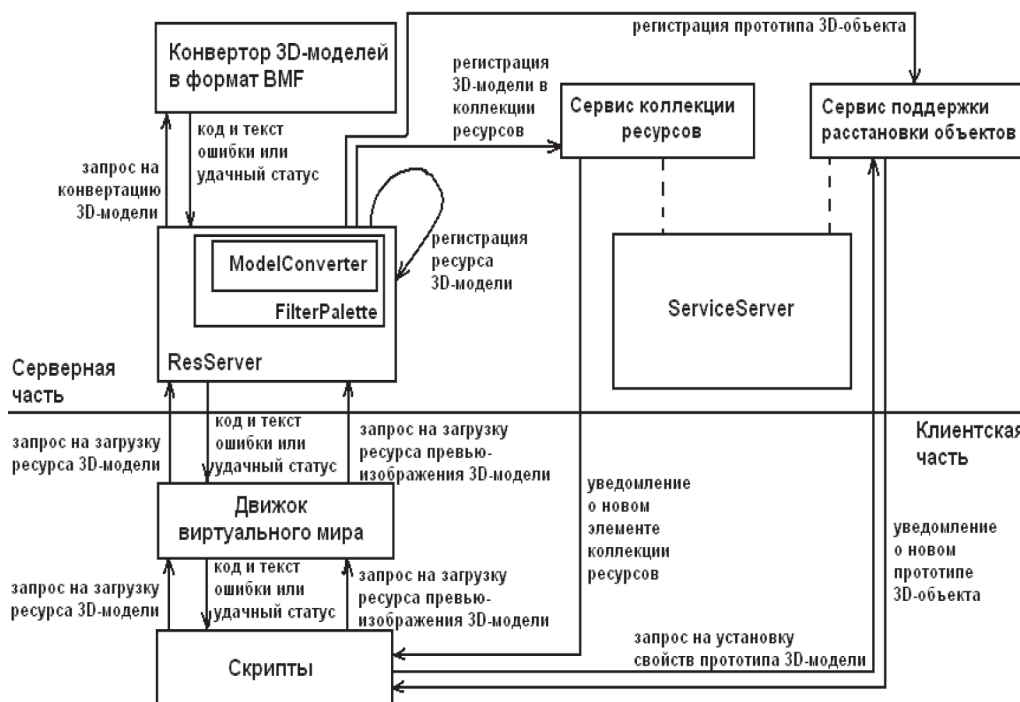 регистрация прототипа 3D-объекта
Конвертор 3D-моделей
в формат BMF
регистрация
3D-модели в
коллекции
ресурсов
Сервис коллекции
ресурсов
Сервис поддержки
расстановки объектов
код и текст
ошибки или
удачный статус
запрос на
конвертацию
3D-модели
ModelConverter
FilterPalette
ResServer
регистрация
ресурса
3D-модели
ServiceServer
Серверная
часть
Клиентская
часть
запрос на загрузку
ресурса 3D-модели
код и текст
ошибки или
удачный статус
запрос на загрузку
ресурса превью-
изображения 3D-модели
Движок
виртуального мира
уведомление
о новом
элементе
коллекции
ресурсов
уведомление
о новом
прототипе
3D-объекта
запрос на загрузку
ресурса 3D-модели
код и текст
ошибки или
удачный статус
запрос на загрузку
ресурса превью-
изображения 3D-модели
Скрипты
запрос на установку
свойств прототипа 3D-модели